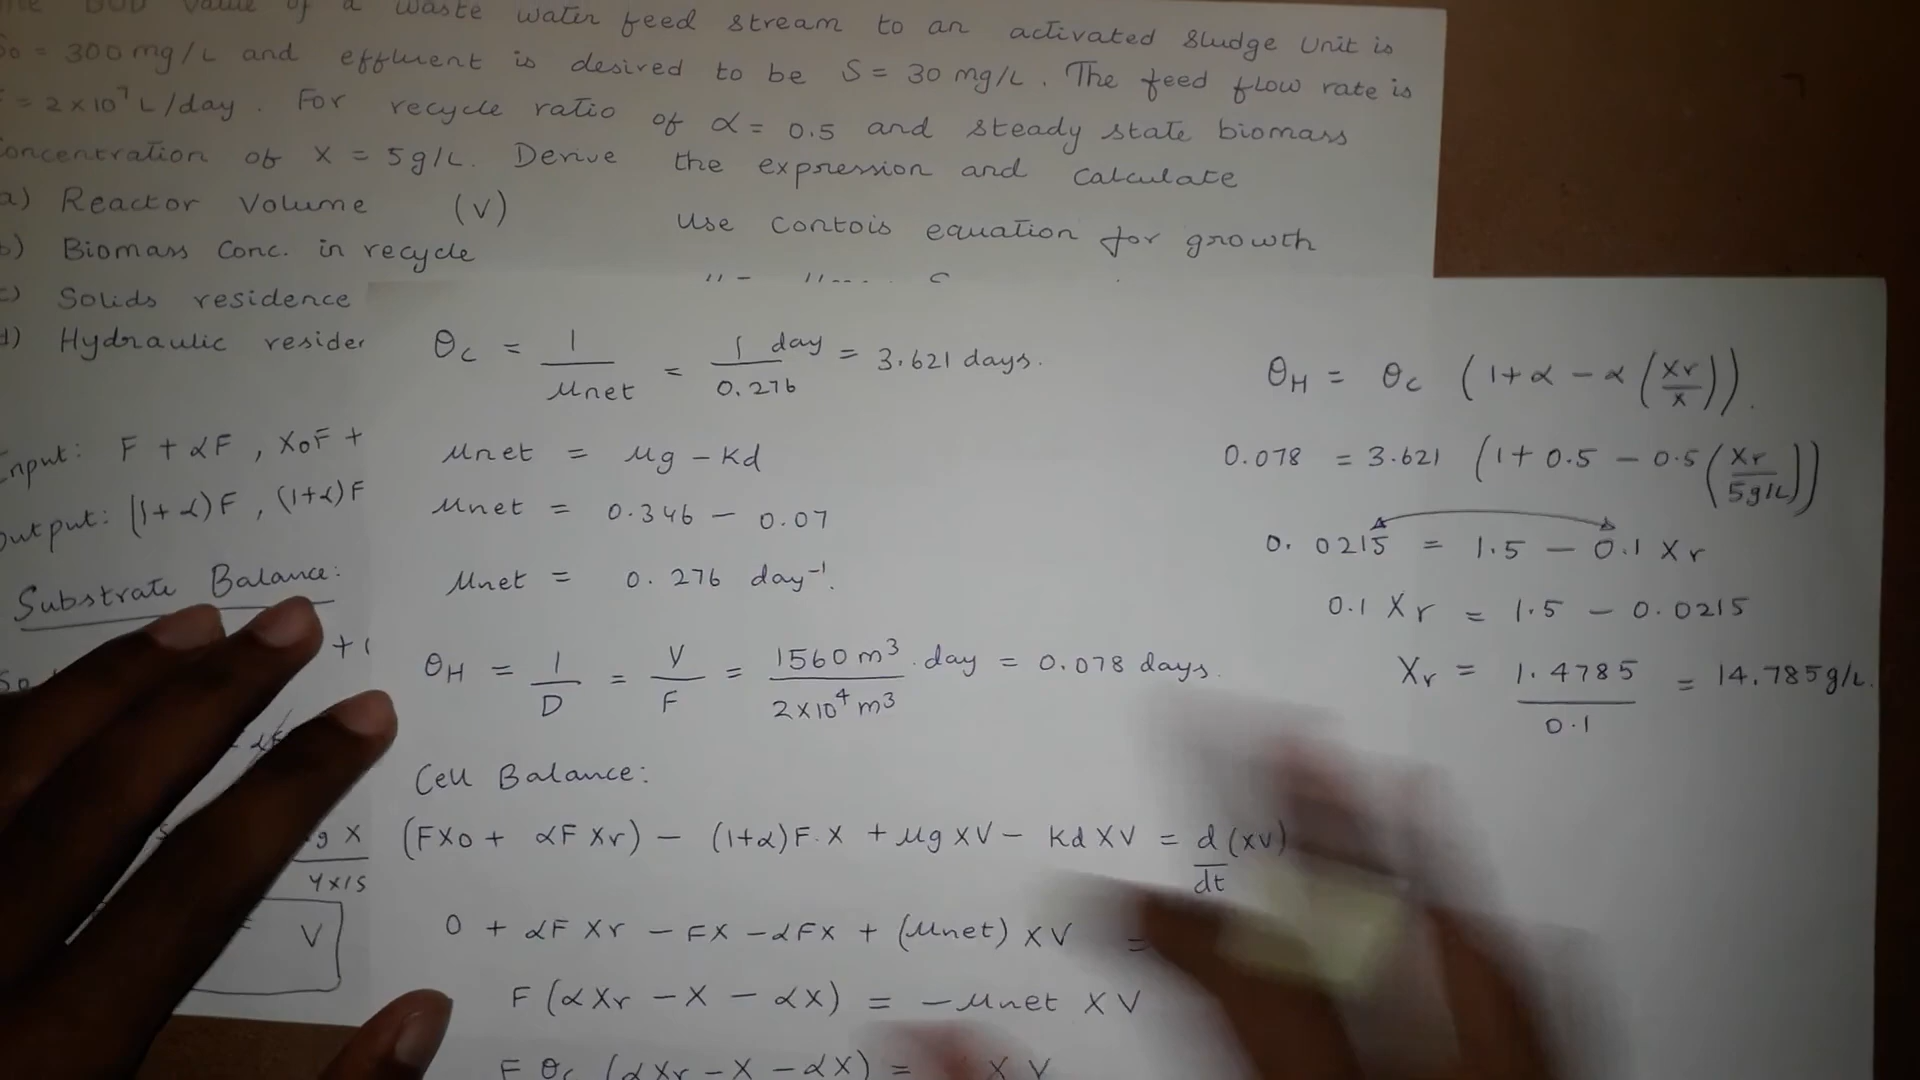 BOD value of a waste water feed stream to an activated sludge unit is
So = 300 mg/L and effluent is desired to be S = 30 mg/L. The feed flow rate is
= 2×10⁷ L/day. For recycle ratio of α = 0.5 and steady state biomass
concentration of X = 5g/L. Derive the expression and calculate
a) Reactor Volume (V)
Use Contois equation for growth
b) Biomass Conc. in recycle
c) Solids residence
d) Hydraulic resider
Input: F + αF, X₀F +
Output: (1+α)F, (1+α)F
Substrate Balance:
So
+ (
g X
Y X/S
V
θc = 1/μnet = 1 day/0.276 = 3.621 days.
μnet = μg - Kd
μnet = 0.346 - 0.07
μnet = 0.276 day⁻¹.
θH = 1/D = V/F = 1560 m³ . day/2×10⁴ m³ = 0.078 days.
Cell Balance:
(FX₀ + αF Xr) - (1+α)F.X + μg XV - Kd XV = d(XV)/dt
0 + αF Xr - FX - αFX + (μnet) XV =
F(αXr - X - αX) = -μnet XV
F θc (αXr - X - αX) = X V
θH = θc (1+α - α(Xr/X)).
0.078 = 3.621 (1+0.5 - 0.5(Xr/5g/L))
0.0215 = 1.5 - 0.1 Xr
0.1 Xr = 1.5 - 0.0215
Xr = 1.4785/0.1 = 14.785g/L.